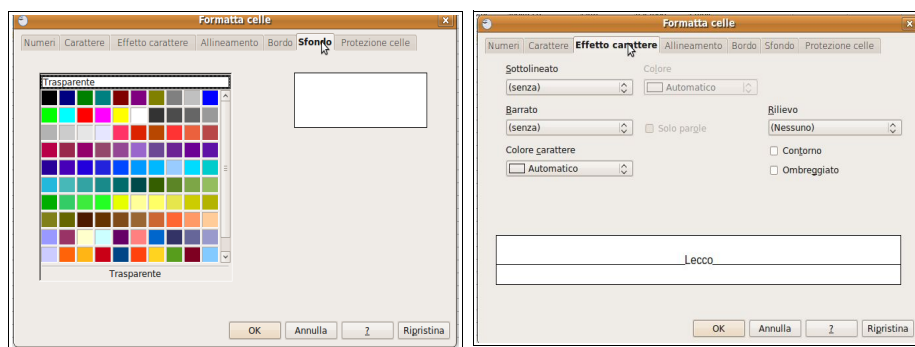 Formatta celle
Numeri Carattere Effetto carattere Allineamento Bordo Sfondo Protezione celle
Trasparente
Trasparente
OK Annulla ? Ripristina
Formatta celle
Numeri Carattere Effetto carattere Allineamento Bordo Sfondo Protezione celle
Sottolineato Colore
(senza) Automatico
Barrato Rilievo
(senza) Solo parole (Nessuno)
Colore carattere Contorno
Automatico Ombreggiato
Lecco
OK Annulla ? Ripristina